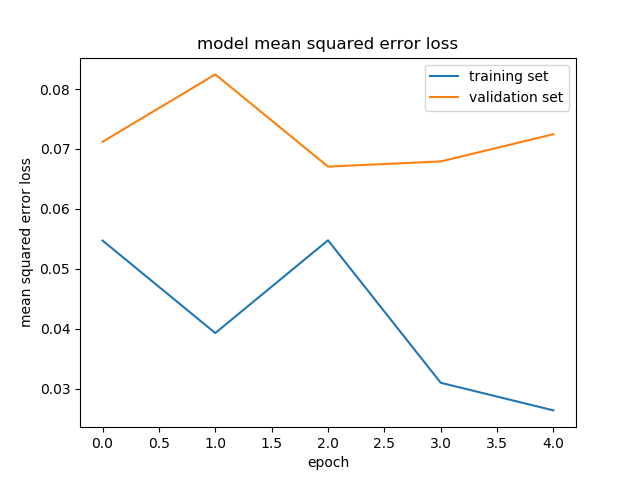 model mean squared error loss
training set
validation set
mean squared error loss
0.08
0.07
0.06
0.05
0.04
0.03
0.0 0.5 1.0 1.5 2.0 2.5 3.0 3.5 4.0
epoch